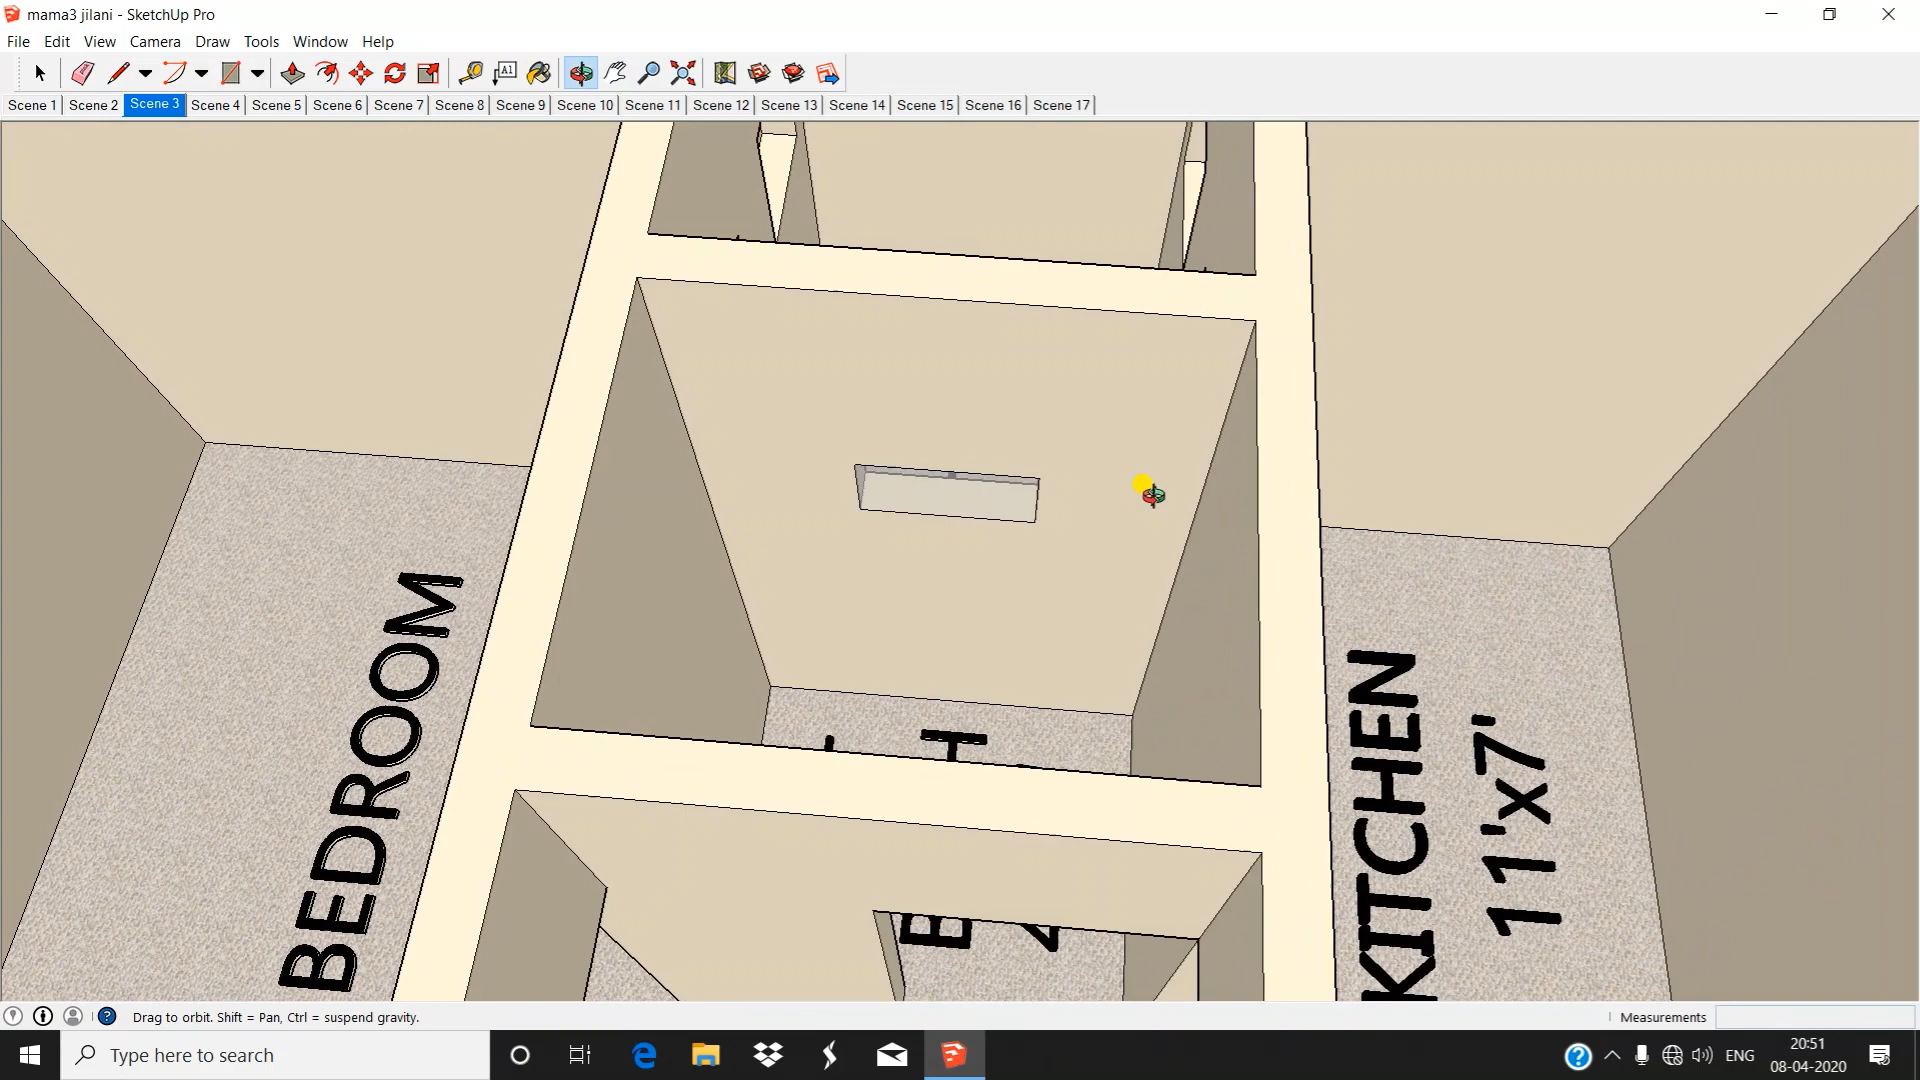 mama3 jilani - SketchUp Pro
File Edit View Camera Draw Tools Window Help
A1
Scene 1 Scene 2 Scene 3 Scene 4 Scene 5 Scene 6 Scene 7 Scene 8 Scene 9 Scene 10 Scene 11 Scene 12 Scene 13 Scene 14 Scene 15 Scene 16 Scene 17
BEDROOM
H
KITCHEN
11'x7'
Drag to orbit. Shift = Pan, Ctrl = suspend gravity.
Measurements
Type here to search
ENG
20:51
08-04-2020